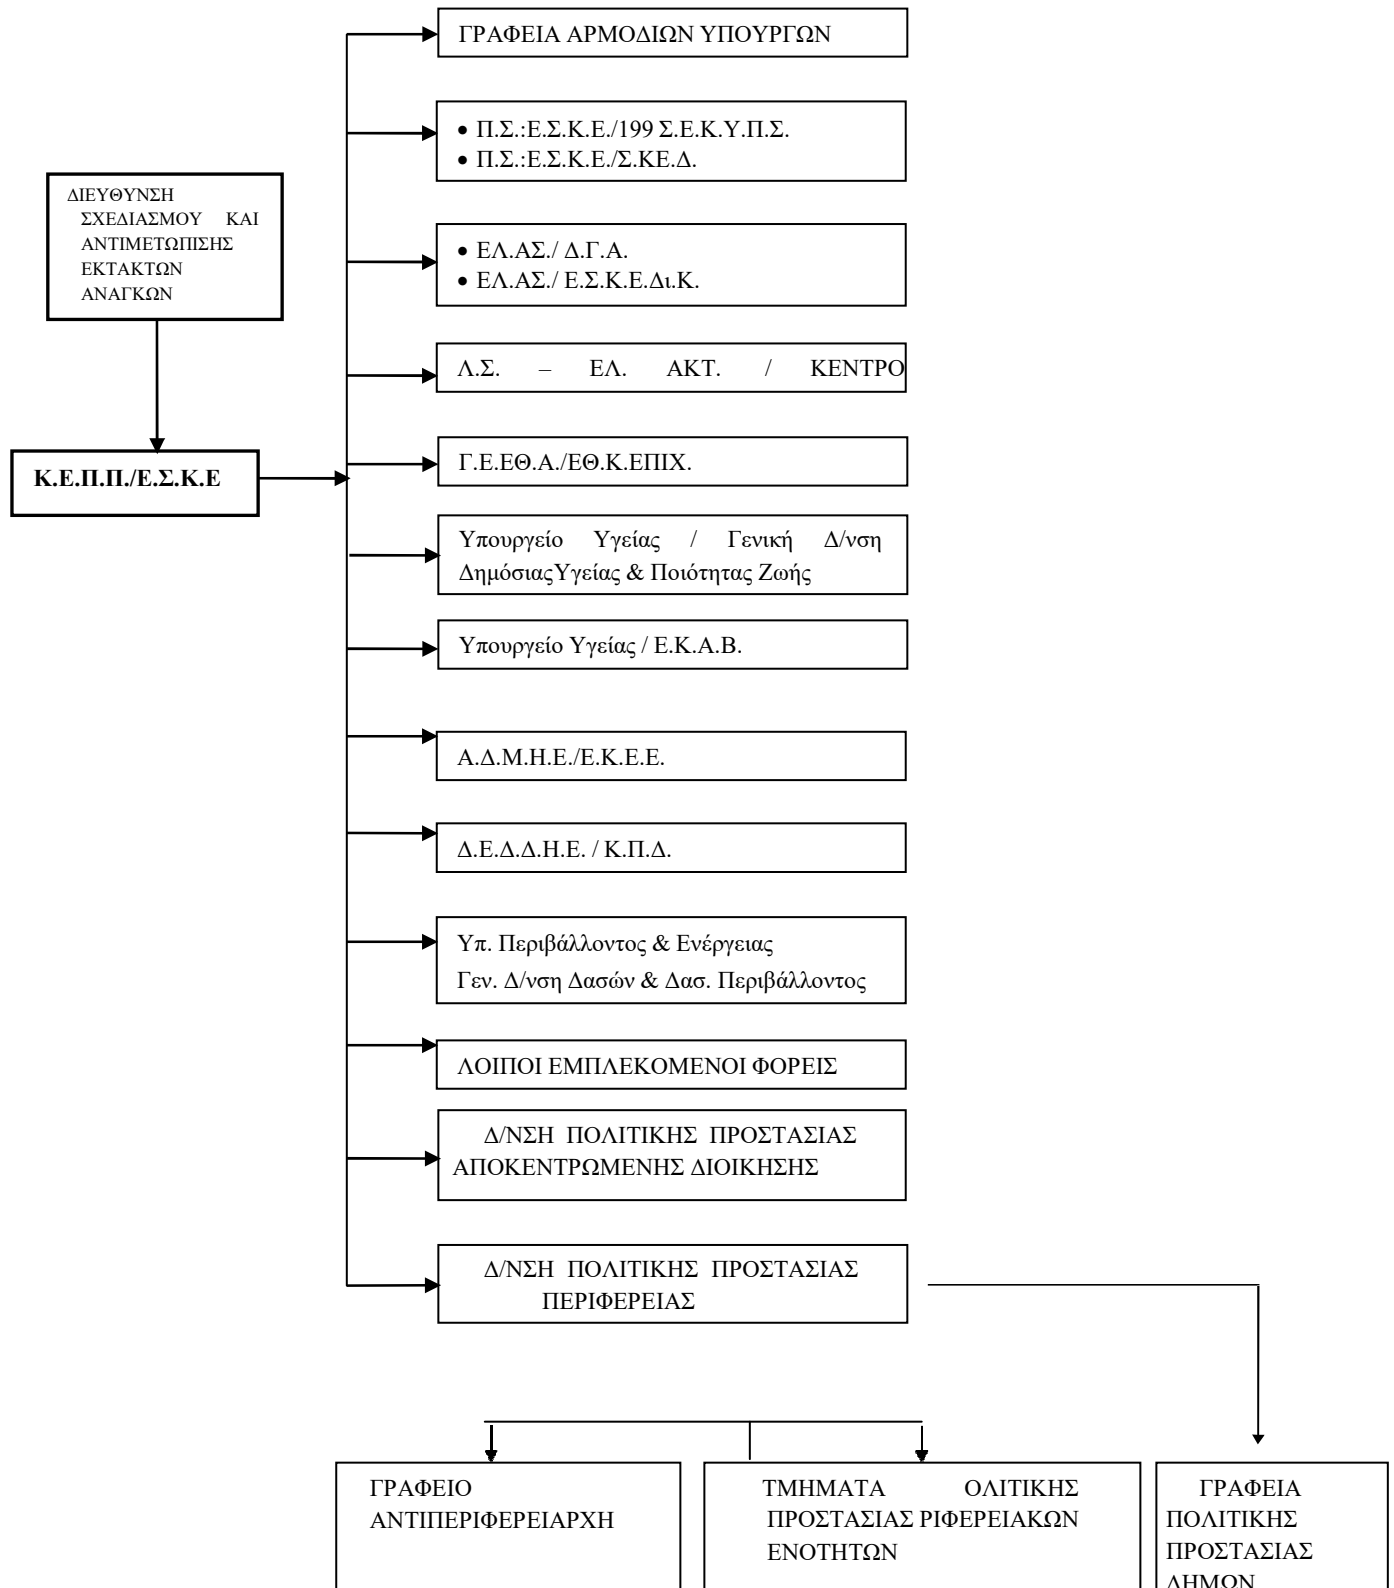 ΓΡΑΦΕΙΑ ΑΡΜΟΔΙΩΝ ΥΠΟΥΡΓΩΝ
• Π.Σ.:Ε.Σ.Κ.Ε./199 Σ.Ε.Κ.Υ.Π.Σ.
• Π.Σ.:Ε.Σ.Κ.Ε./Σ.ΚΕ.Δ.
ΔΙΕΥΘΥΝΣΗ
ΣΧΕΔΙΑΣΜΟΥ ΚΑΙ
ΑΝΤΙΜΕΤΩΠΙΣΗΣ
ΕΚΤΑΚΤΩΝ
ΑΝΑΓΚΩΝ
• ΕΛ.ΑΣ./ Δ.Γ.Α.
• ΕΛ.ΑΣ./ Ε.Σ.Κ.Ε.Δι.Κ.
Λ.Σ. – ΕΛ. ΑΚΤ. / ΚΕΝΤΡΟ
Κ.Ε.Π.Π./Ε.Σ.Κ.Ε
Γ.Ε.ΕΘ.Α./ΕΘ.Κ.ΕΠΙΧ.
Υπουργείο Υγείας / Γενική Δ/νση
ΔημόσιαςΥγείας & Ποιότητας Ζωής
Υπουργείο Υγείας / Ε.Κ.Α.Β.
Α.Δ.Μ.Η.Ε./Ε.Κ.Ε.Ε.
Δ.Ε.Δ.Δ.Η.Ε. / Κ.Π.Δ.
Υπ. Περιβάλλοντος & Ενέργειας
Γεν. Δ/νση Δασών & Δασ. Περιβάλλοντος
ΛΟΙΠΟΙ ΕΜΠΛΕΚΟΜΕΝΟΙ ΦΟΡΕΙΣ
Δ/ΝΣΗ ΠΟΛΙΤΙΚΗΣ ΠΡΟΣΤΑΣΙΑΣ
ΑΠΟΚΕΝΤΡΩΜΕΝΗΣ ΔΙΟΙΚΗΣΗΣ
Δ/ΝΣΗ ΠΟΛΙΤΙΚΗΣ ΠΡΟΣΤΑΣΙΑΣ
ΠΕΡΙΦΕΡΕΙΑΣ
ΓΡΑΦΕΙΟ
ΑΝΤΙΠΕΡΙΦΕΡΕΙΑΡΧΗ
ΤΜΗΜΑΤΑ ΟΛΙΤΙΚΗΣ
ΠΡΟΣΤΑΣΙΑΣ ΡΙΦΕΡΕΙΑΚΩΝ
ΕΝΟΤΗΤΩΝ
ΓΡΑΦΕΙΑ
ΠΟΛΙΤΙΚΗΣ
ΠΡΟΣΤΑΣΙΑΣ
ΔΗΜΩΝ